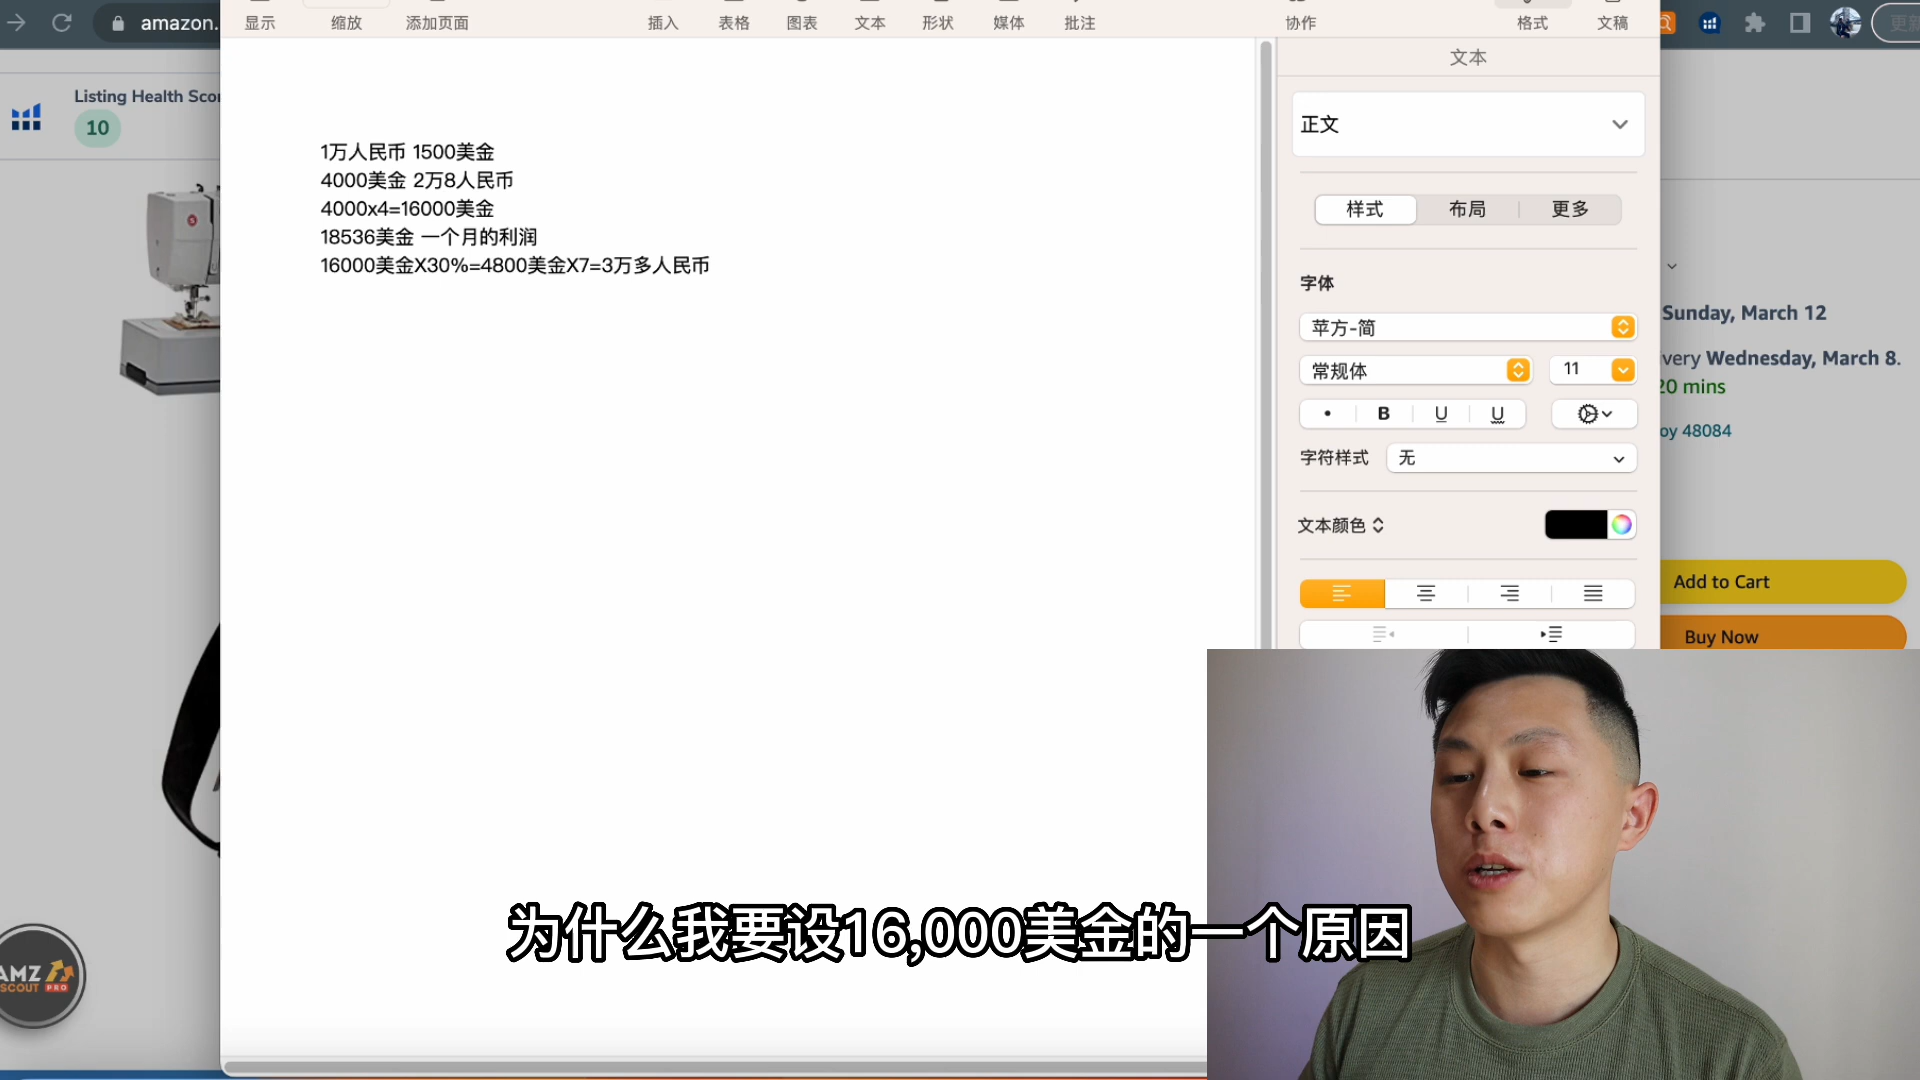 amazon.
显示
缩放
添加页面
插入
表格
图表
文本
形状
媒体
批注
协作
格式
文稿
更新
文本
Listing Health Scor
10
正文
1万人民币 1500美金
4000美金 2万8人民币
4000x4=16000美金
18536美金 一个月的利润
16000美金X30%=4800美金X7=3万多人民币
样式
布局
更多
字体
苹方-简
常规体
11
B
U
U
字符样式
无
文本颜色
Sunday, March 12
very Wednesday, March 8.
20 mins
oy 48084
Add to Cart
Buy Now
为什么我要设16,000美金的一个原因
AMZ
SCOUT PRO